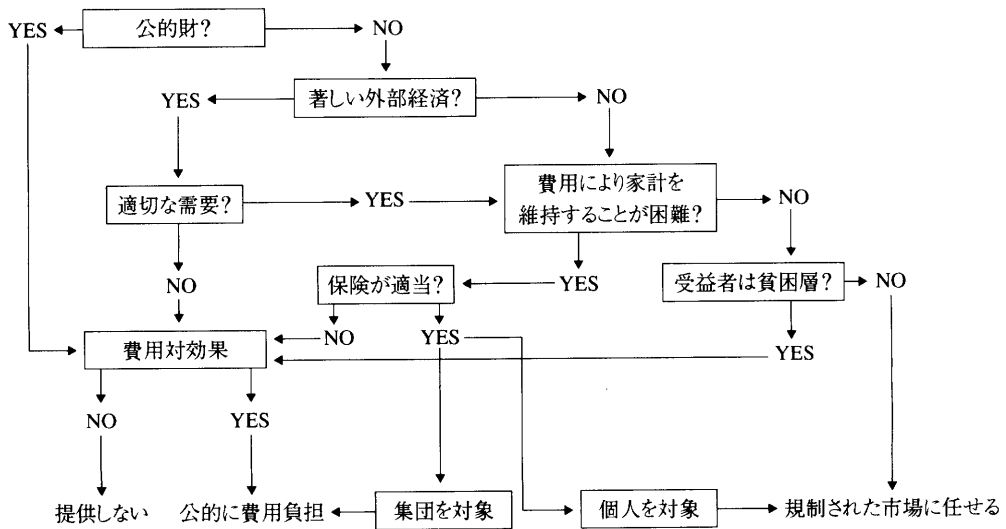 YES
公的財?
NO
YES
著しい外部経済?
NO
適切な需要?
YES
費用により家計を
維持することが困難?
NO
NO
保険が適当?
YES
受益者は貧困層?
NO
費用対効果
NO
YES
YES
NO
YES
提供しない
公的に費用負担
集団を対象
個人を対象
規制された市場に任せる